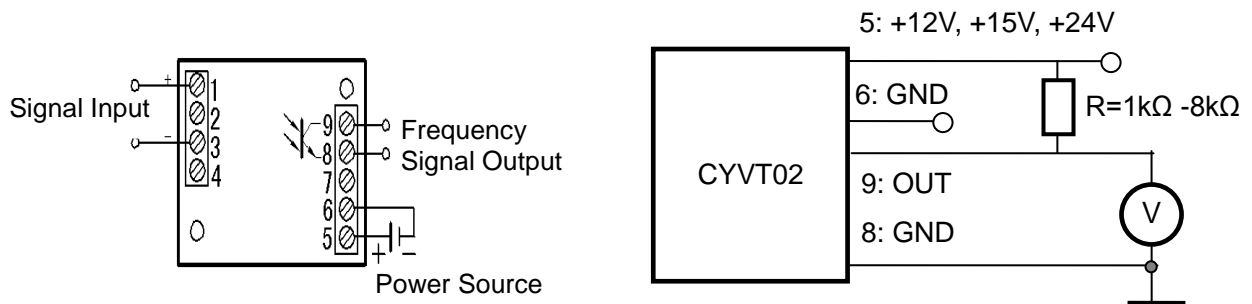 Signal Input
+
-
1
2
3
4
9
8
7
6
5
Frequency
Signal Output
+ -
Power Source
5: +12V, +15V, +24V
6: GND
R=1kΩ -8kΩ
CYVT02
9: OUT
8: GND
V